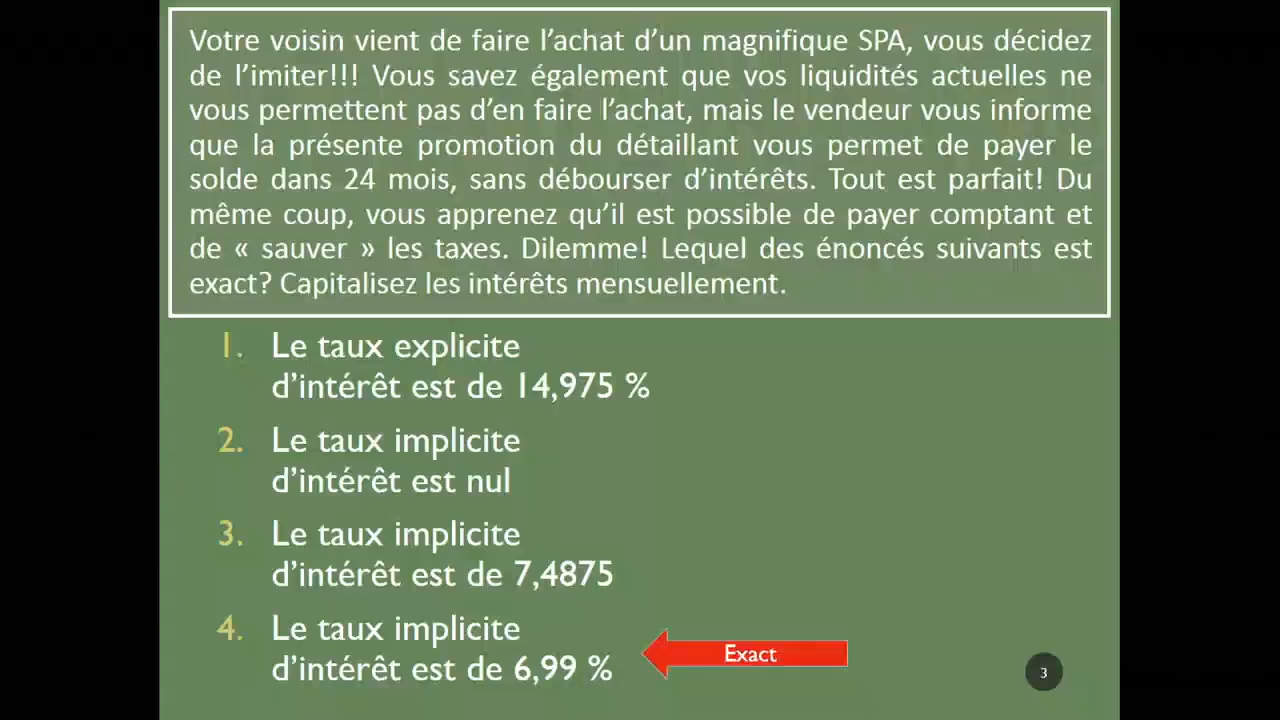 Votre voisin vient de faire l’achat d’un magnifique SPA, vous décidez
de l’imiter!!! Vous savez également que vos liquidités actuelles ne
vous permettent pas d’en faire l’achat, mais le vendeur vous informe
que la présente promotion du détaillant vous permet de payer le
solde dans 24 mois, sans débourser d’intérêts. Tout est parfait! Du
même coup, vous apprenez qu’il est possible de payer comptant et
de « sauver » les taxes. Dilemme! Lequel des énoncés suivants est
exact? Capitalisez les intérêts mensuellement.
1. Le taux explicite
d’intérêt est de 14,975 %
2. Le taux implicite
d’intérêt est nul
3. Le taux implicite
d’intérêt est de 7,4875
4. Le taux implicite
d’intérêt est de 6,99 %
Exact
3